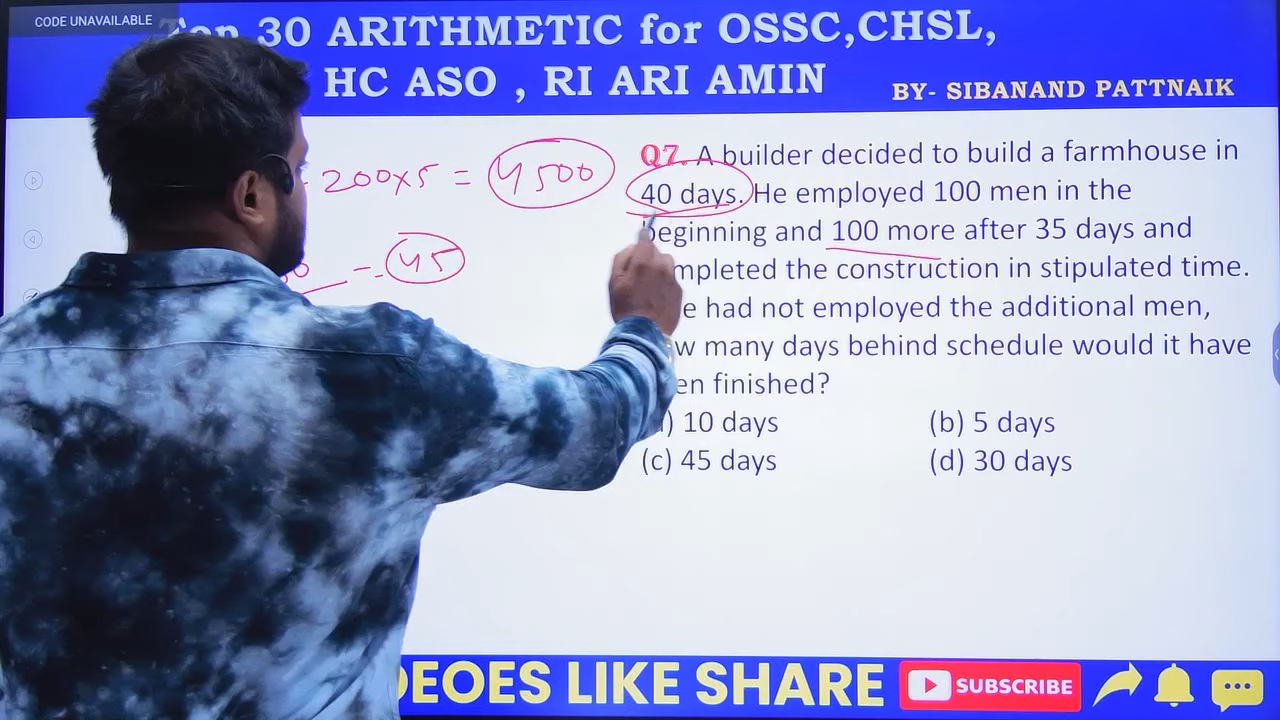 CODE UNAVAILABLE
Top 30 ARITHMETIC for OSSC,CHSL,
HC ASO , RI ARI AMIN
BY- SIBANAND PATTNAIK
200x5 = 4500
45
Q7. A builder decided to build a farmhouse in
40 days. He employed 100 men in the
beginning and 100 more after 35 days and
mpleted the construction in stipulated time.
e had not employed the additional men,
w many days behind schedule would it have
en finished?
) 10 days
(b) 5 days
(c) 45 days
(d) 30 days
DEOES LIKE SHARE
SUBSCRIBE